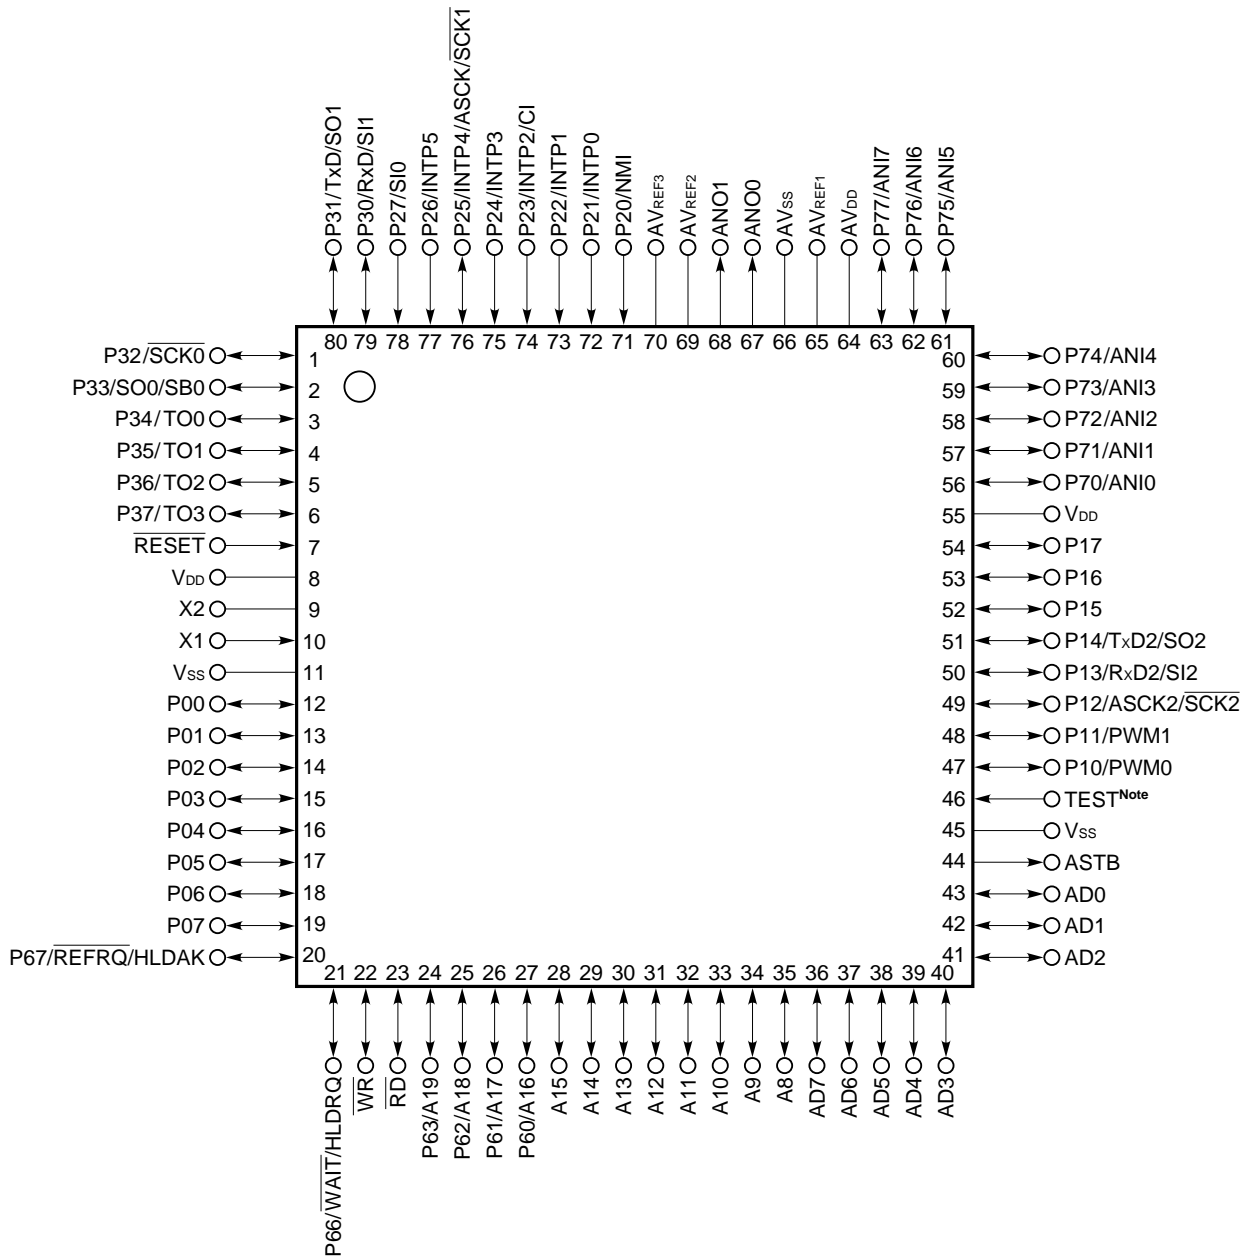 P31/TxD/SO1
P30/RxD/SI1
P27/SI0
P26/INTP5
P25/INTP4/ASCK/SCK1
P24/INTP3
P23/INTP2/CI
P22/INTP1
P21/INTP0
P20/NMI
AVREF3
AVREF2
ANO1
ANO0
AVSS
AVREF1
AVDD
P77/ANI7
P76/ANI6
P75/ANI5
80 79 78 77 76 75 74 73 72 71 70 69 68 67 66 65 64 63 62 61
P32/SCK0 1
P33/SO0/SB0 2
P34/TO0 3
P35/TO1 4
P36/TO2 5
P37/TO3 6
RESET 7
VDD 8
X2 9
X1 10
VSS 11
P00 12
P01 13
P02 14
P03 15
P04 16
P05 17
P06 18
P07 19
P67/REFRQ/HLDAK 20
60 P74/ANI4
59 P73/ANI3
58 P72/ANI2
57 P71/ANI1
56 P70/ANI0
55 VDD
54 P17
53 P16
52 P15
51 P14/TxD2/SO2
50 P13/RxD2/SI2
49 P12/ASCK2/SCK2
48 P11/PWM1
47 P10/PWM0
46 TESTNote
45 VSS
44 ASTB
43 AD0
42 AD1
41 AD2
21 22 23 24 25 26 27 28 29 30 31 32 33 34 35 36 37 38 39 40
P66/WAIT/HLDRQ
WR
RD
P63/A19
P62/A18
P61/A17
P60/A16
A15
A14
A13
A12
A11
A10
A9
A8
AD7
AD6
AD5
AD4
AD3